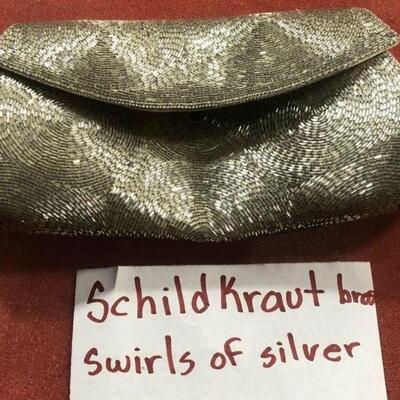 SchildKraut
swirls of silver